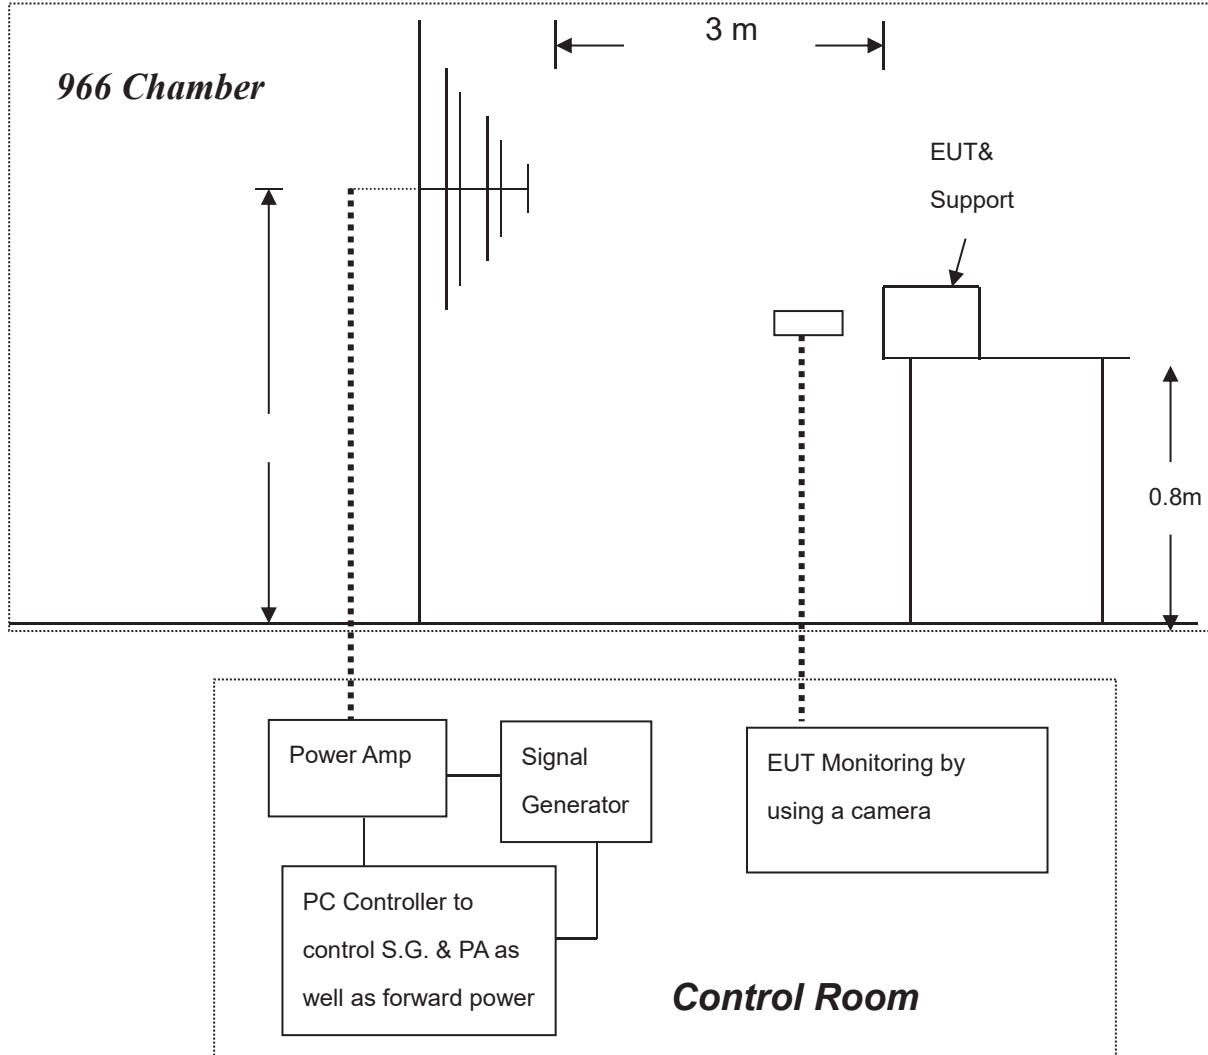 3 m
966 Chamber
EUT&
Support
0.8m
Power Amp
Signal
Generator
EUT Monitoring by
using a camera
PC Controller to
control S.G. & PA as
well as forward power
Control Room